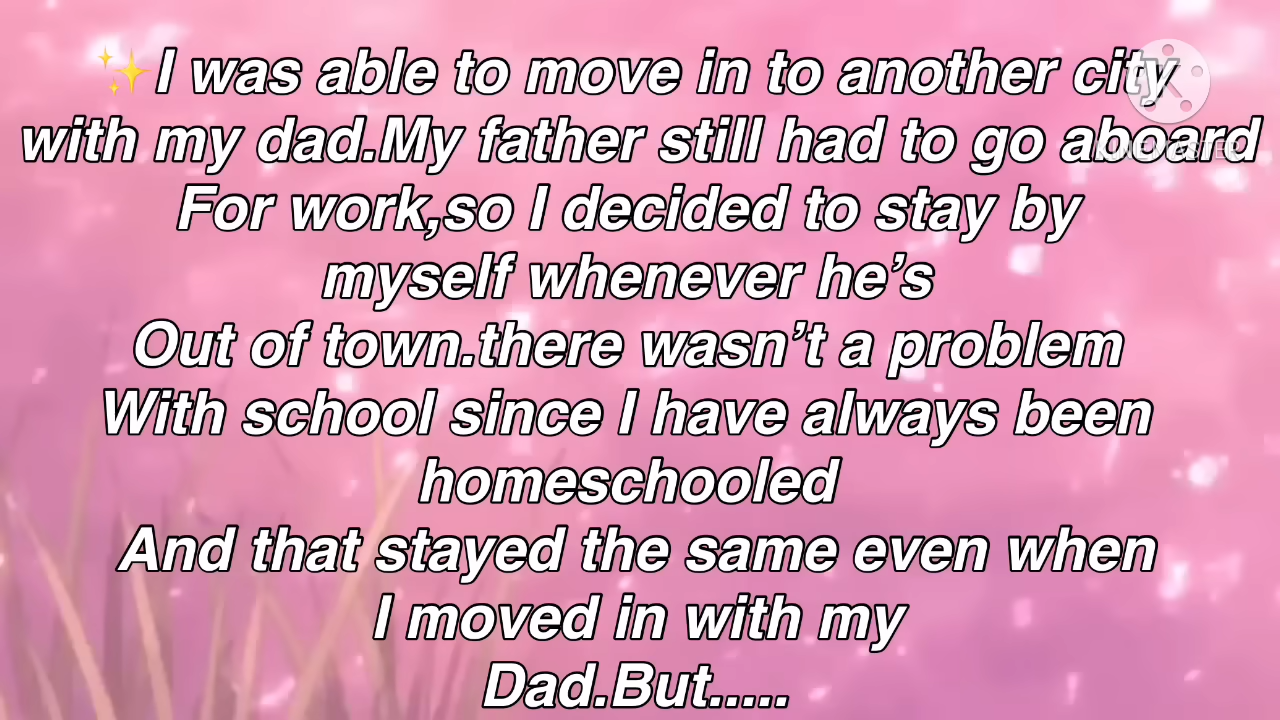 ✨I was able to move in to another city
with my dad.My father still had to go aboard
For work,so I decided to stay by
myself whenever he’s
Out of town.there wasn’t a problem
With school since I have always been
homeschooled
And that stayed the same even when
I moved in with my
Dad.But.....
KINEMASTER